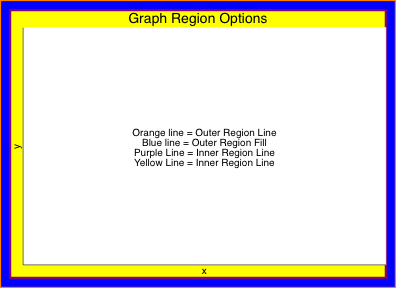 Graph Region Options
Orange line = Outer Region Line
Blue line = Outer Region Fill
Purple Line = Inner Region Line
Yellow Line = Inner Region Line
y
x